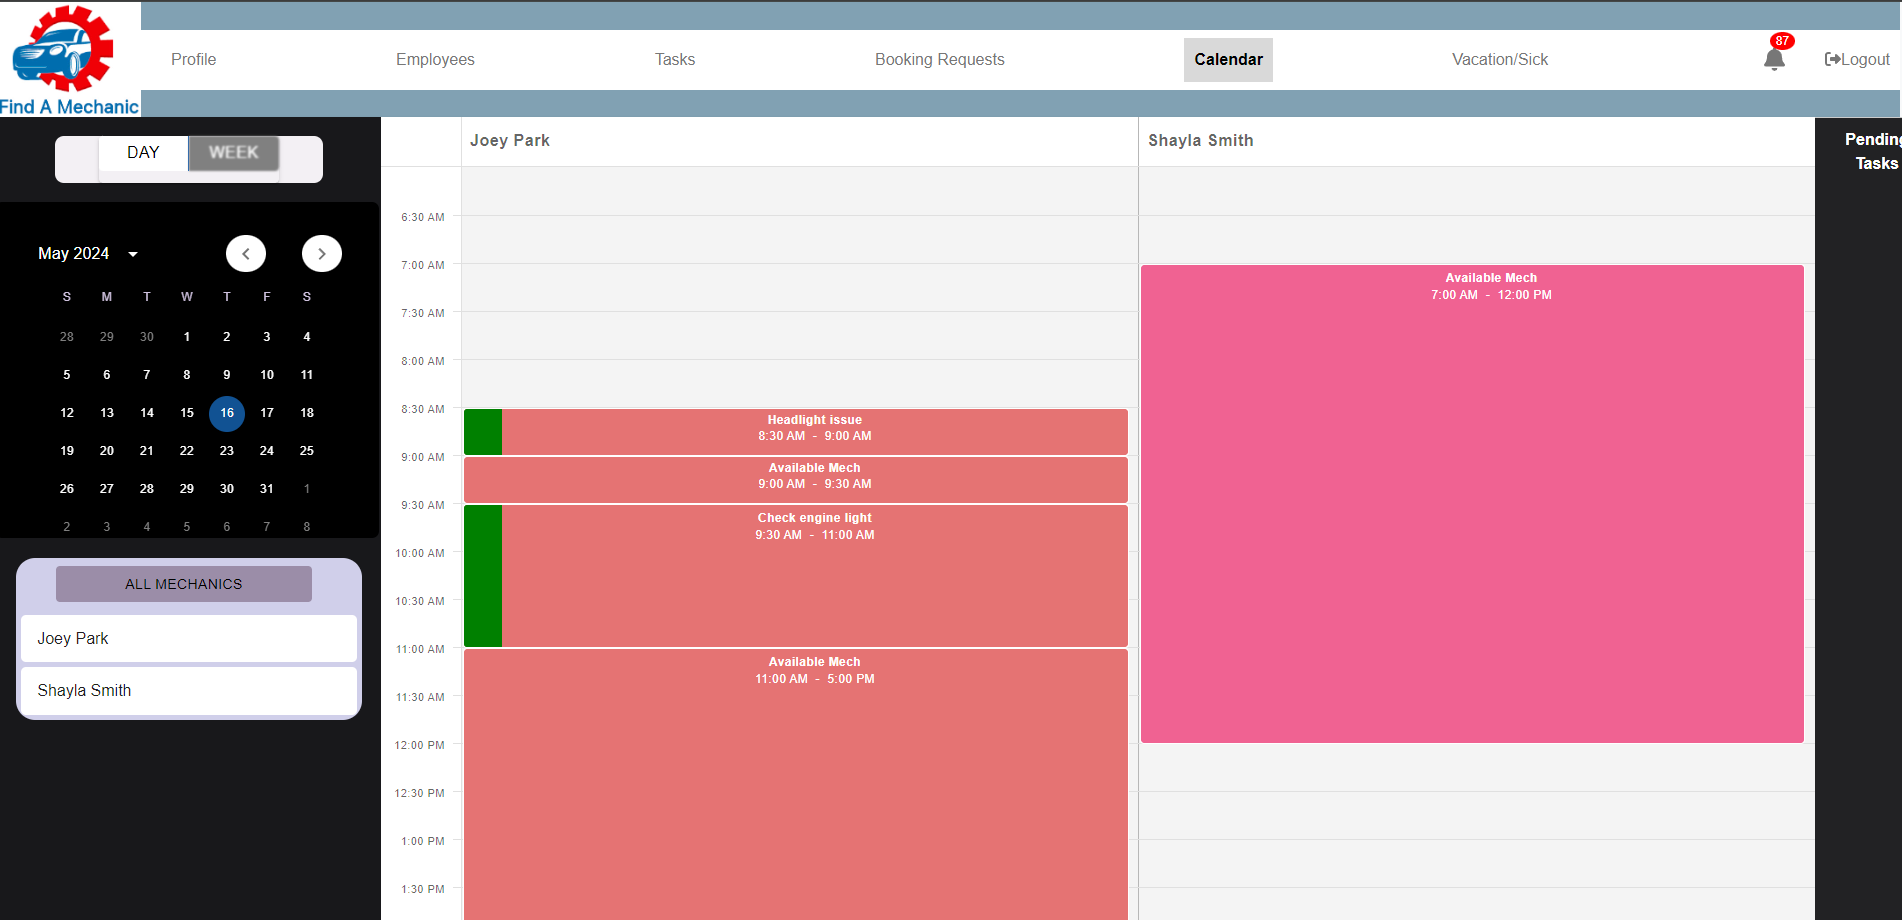 Find A Mechanic
Profile
Employees
Tasks
Booking Requests
Calendar
Vacation/Sick
87
Logout
DAY
WEEK
May 2024
S M T W T F S
28 29 30 1 2 3 4
5 6 7 8 9 10 11
12 13 14 15 16 17 18
19 20 21 22 23 24 25
26 27 28 29 30 31 1
2 3 4 5 6 7 8
ALL MECHANICS
Joey Park
Shayla Smith
Joey Park
Shayla Smith
6:30 AM
7:00 AM
7:30 AM
8:00 AM
8:30 AM
9:00 AM
9:30 AM
10:00 AM
10:30 AM
11:00 AM
11:30 AM
12:00 PM
12:30 PM
1:00 PM
1:30 PM
Headlight issue
8:30 AM - 9:00 AM
Available Mech
9:00 AM - 9:30 AM
Check engine light
9:30 AM - 11:00 AM
Available Mech
11:00 AM - 5:00 PM
Available Mech
7:00 AM - 12:00 PM
Pending
Tasks